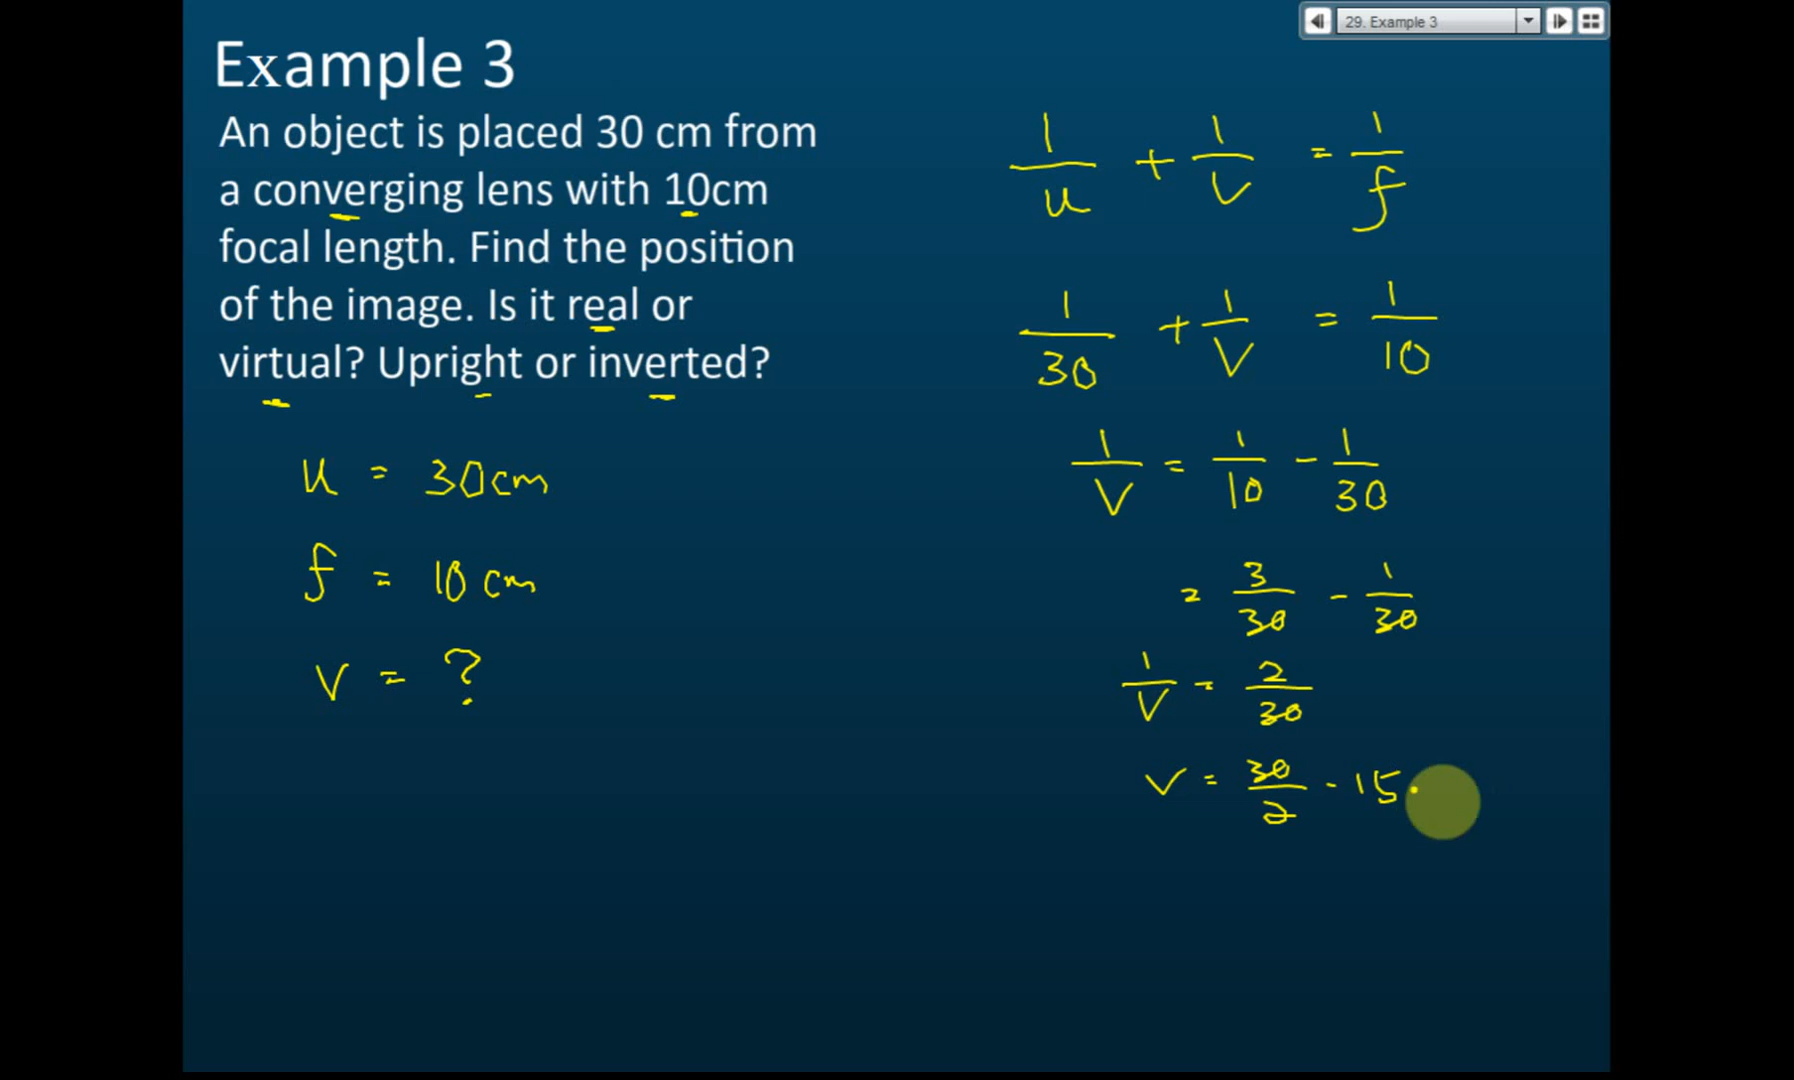 29. Example 3
Example 3
An object is placed 30 cm from
a converging lens with 10cm
focal length. Find the position
of the image. Is it real or
virtual? Upright or inverted?
u = 30cm
f = 10 cm
v = ?
1/u + 1/v = 1/f
1/30 + 1/v = 1/10
1/v = 1/10 - 1/30
= 3/30 - 1/30
1/v = 2/30
v = 30/2 - 15